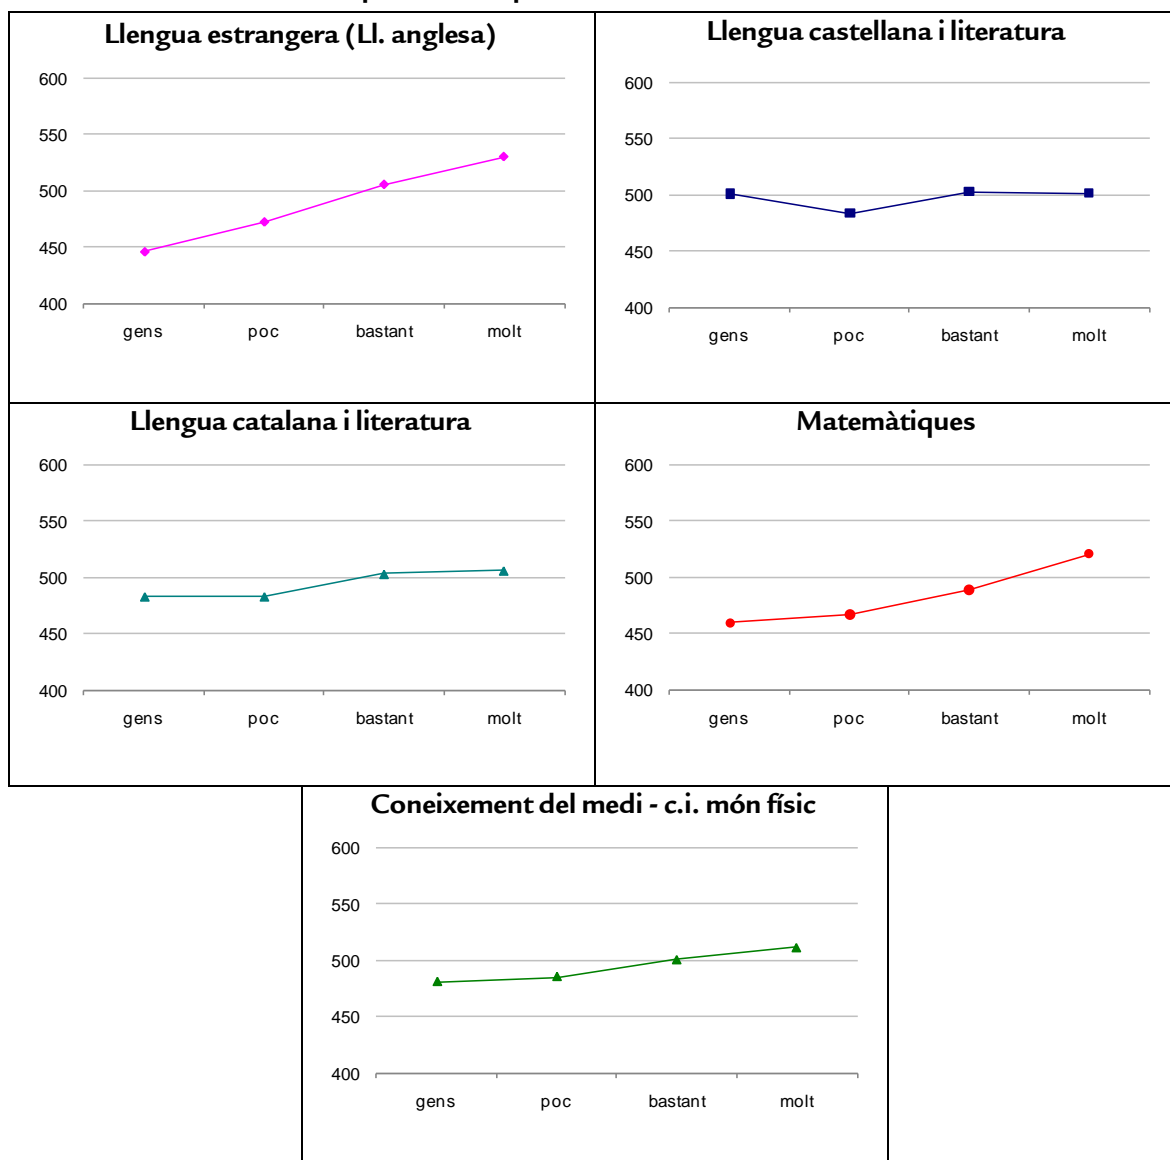 Llengua estrangera (Ll. anglesa)
600
550
500
450
400
gens poc bastant molt
Llengua castellana i literatura
600
550
500
450
400
gens poc bastant molt
Llengua catalana i literatura
600
550
500
450
400
gens poc bastant molt
Matemàtiques
600
550
500
450
400
gens poc bastant molt
Coneixement del medi - c.i. món físic
600
550
500
450
400
gens poc bastant molt